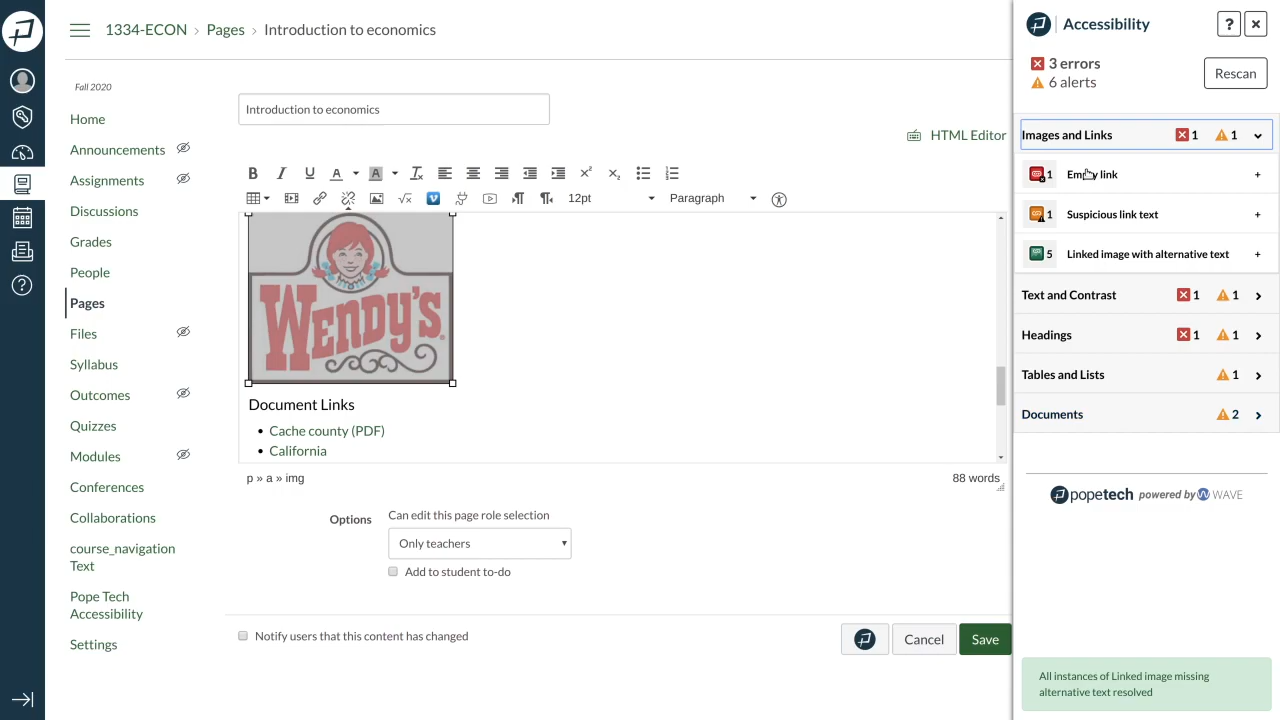 1334-ECON › Pages › Introduction to economics
Fall 2020
Home
Announcements
Assignments
Discussions
Grades
People
Pages
Files
Syllabus
Outcomes
Quizzes
Modules
Conferences
Collaborations
course_navigation
Text
Pope Tech
Accessibility
Settings
Introduction to economics
HTML Editor
B I U A A
12pt Paragraph
WENDY'S
Document Links
Cache county (PDF)
California
p » a » img
88 words
Options
Can edit this page role selection
Only teachers
Add to student to-do
Notify users that this content has changed
Cancel
Save
Accessibility
3 errors
6 alerts
Rescan
Images and Links 1 1
1 Empty link +
1 Suspicious link text +
5 Linked image with alternative text +
Text and Contrast 1 1
Headings 1 1
Tables and Lists 1
Documents 2
popetech powered by WAVE
All instances of Linked image missing
alternative text resolved